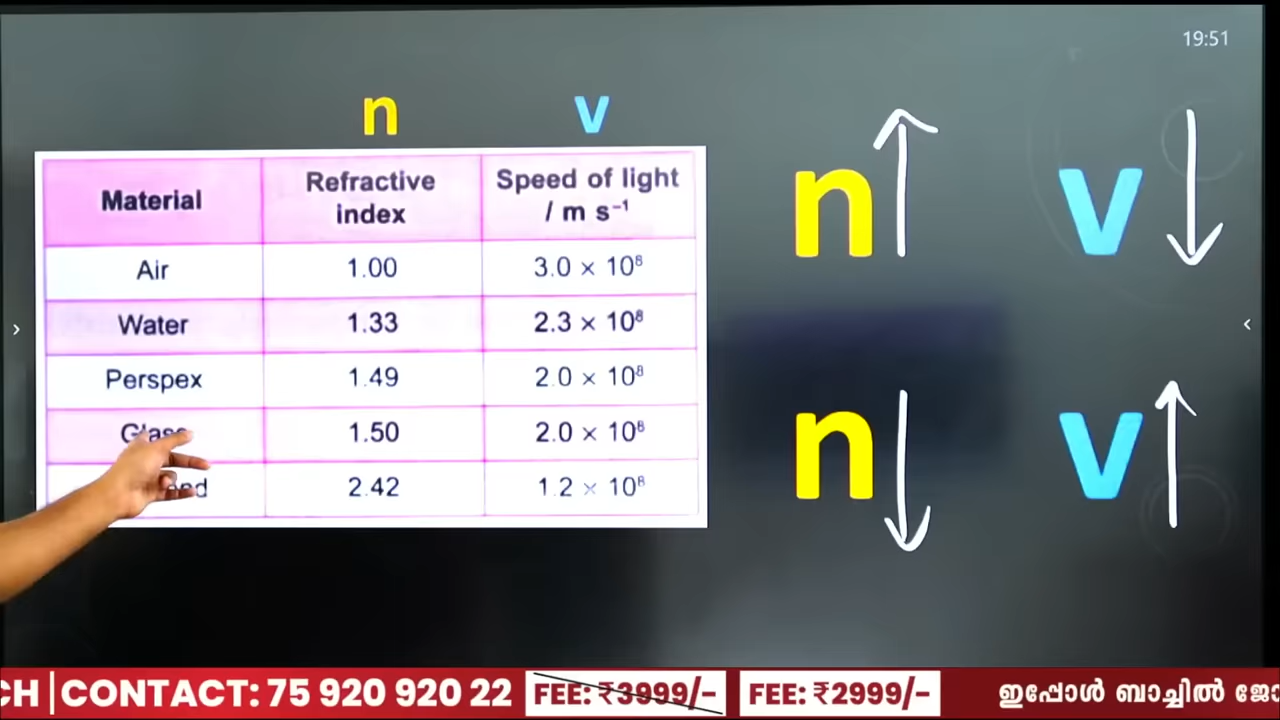 19:51
n v
Material Refractive index Speed of light / m s⁻¹
Air 1.00 3.0 × 10⁸
Water 1.33 2.3 × 10⁸
Perspex 1.49 2.0 × 10⁸
Glass 1.50 2.0 × 10⁸
2.42 1.2 × 10⁸
n↑ v↓
n↓ v↑
CH | CONTACT: 75 920 920 22 FEE: ₹3999/- FEE: ₹2999/- ഇപ്പോൾ ബാച്ചിൽ